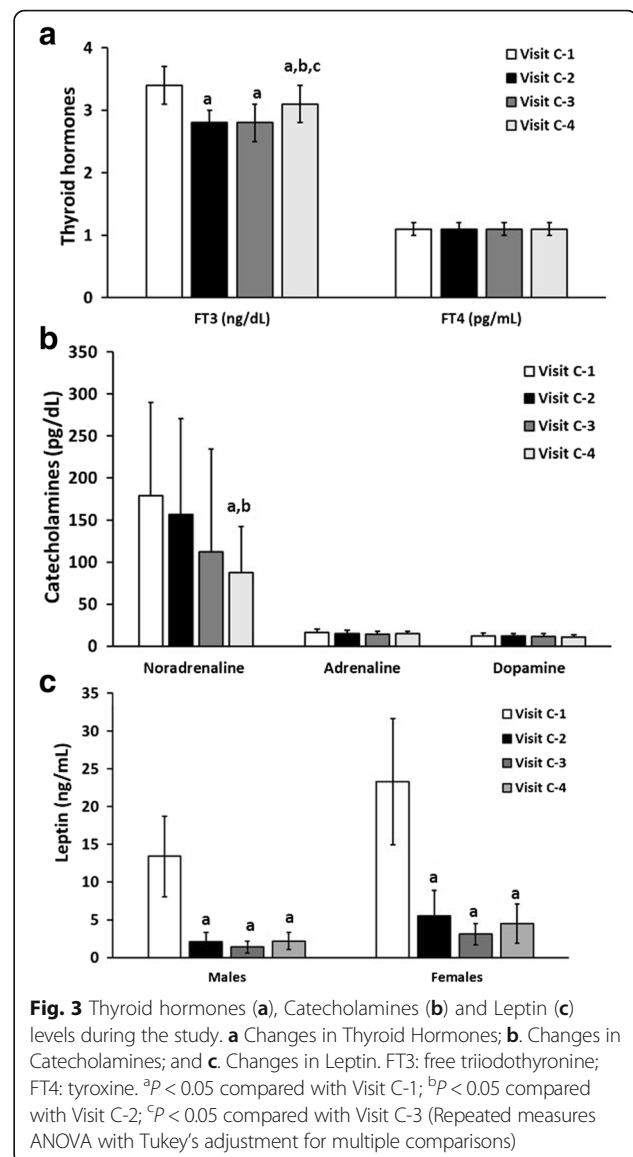 a
Visit C-1
Visit C-2
Visit C-3
Visit C-4
Thyroid hormones
4
3
2
1
0
a
a
a,b,c
FT3 (ng/dL)
FT4 (pg/mL)
b
Visit C-1
Visit C-2
Visit C-3
Visit C-4
Catecholamines (pg/dL)
350
300
250
200
150
100
50
0
a,b
Noradrenaline
Adrenaline
Dopamine
c
Visit C-1
Visit C-2
Visit C-3
Visit C-4
Leptin (ng/mL)
35
30
25
20
15
10
5
0
a
a
a
a
a
a
Males
Females
Fig. 3 Thyroid hormones (a), Catecholamines (b) and Leptin (c)
levels during the study. a Changes in Thyroid Hormones; b. Changes in
Catecholamines; and c. Changes in Leptin. FT3: free triiodothyronine;
FT4: tyroxine. aP < 0.05 compared with Visit C-1; bP < 0.05 compared
with Visit C-2; cP < 0.05 compared with Visit C-3 (Repeated measures
ANOVA with Tukey's adjustment for multiple comparisons)